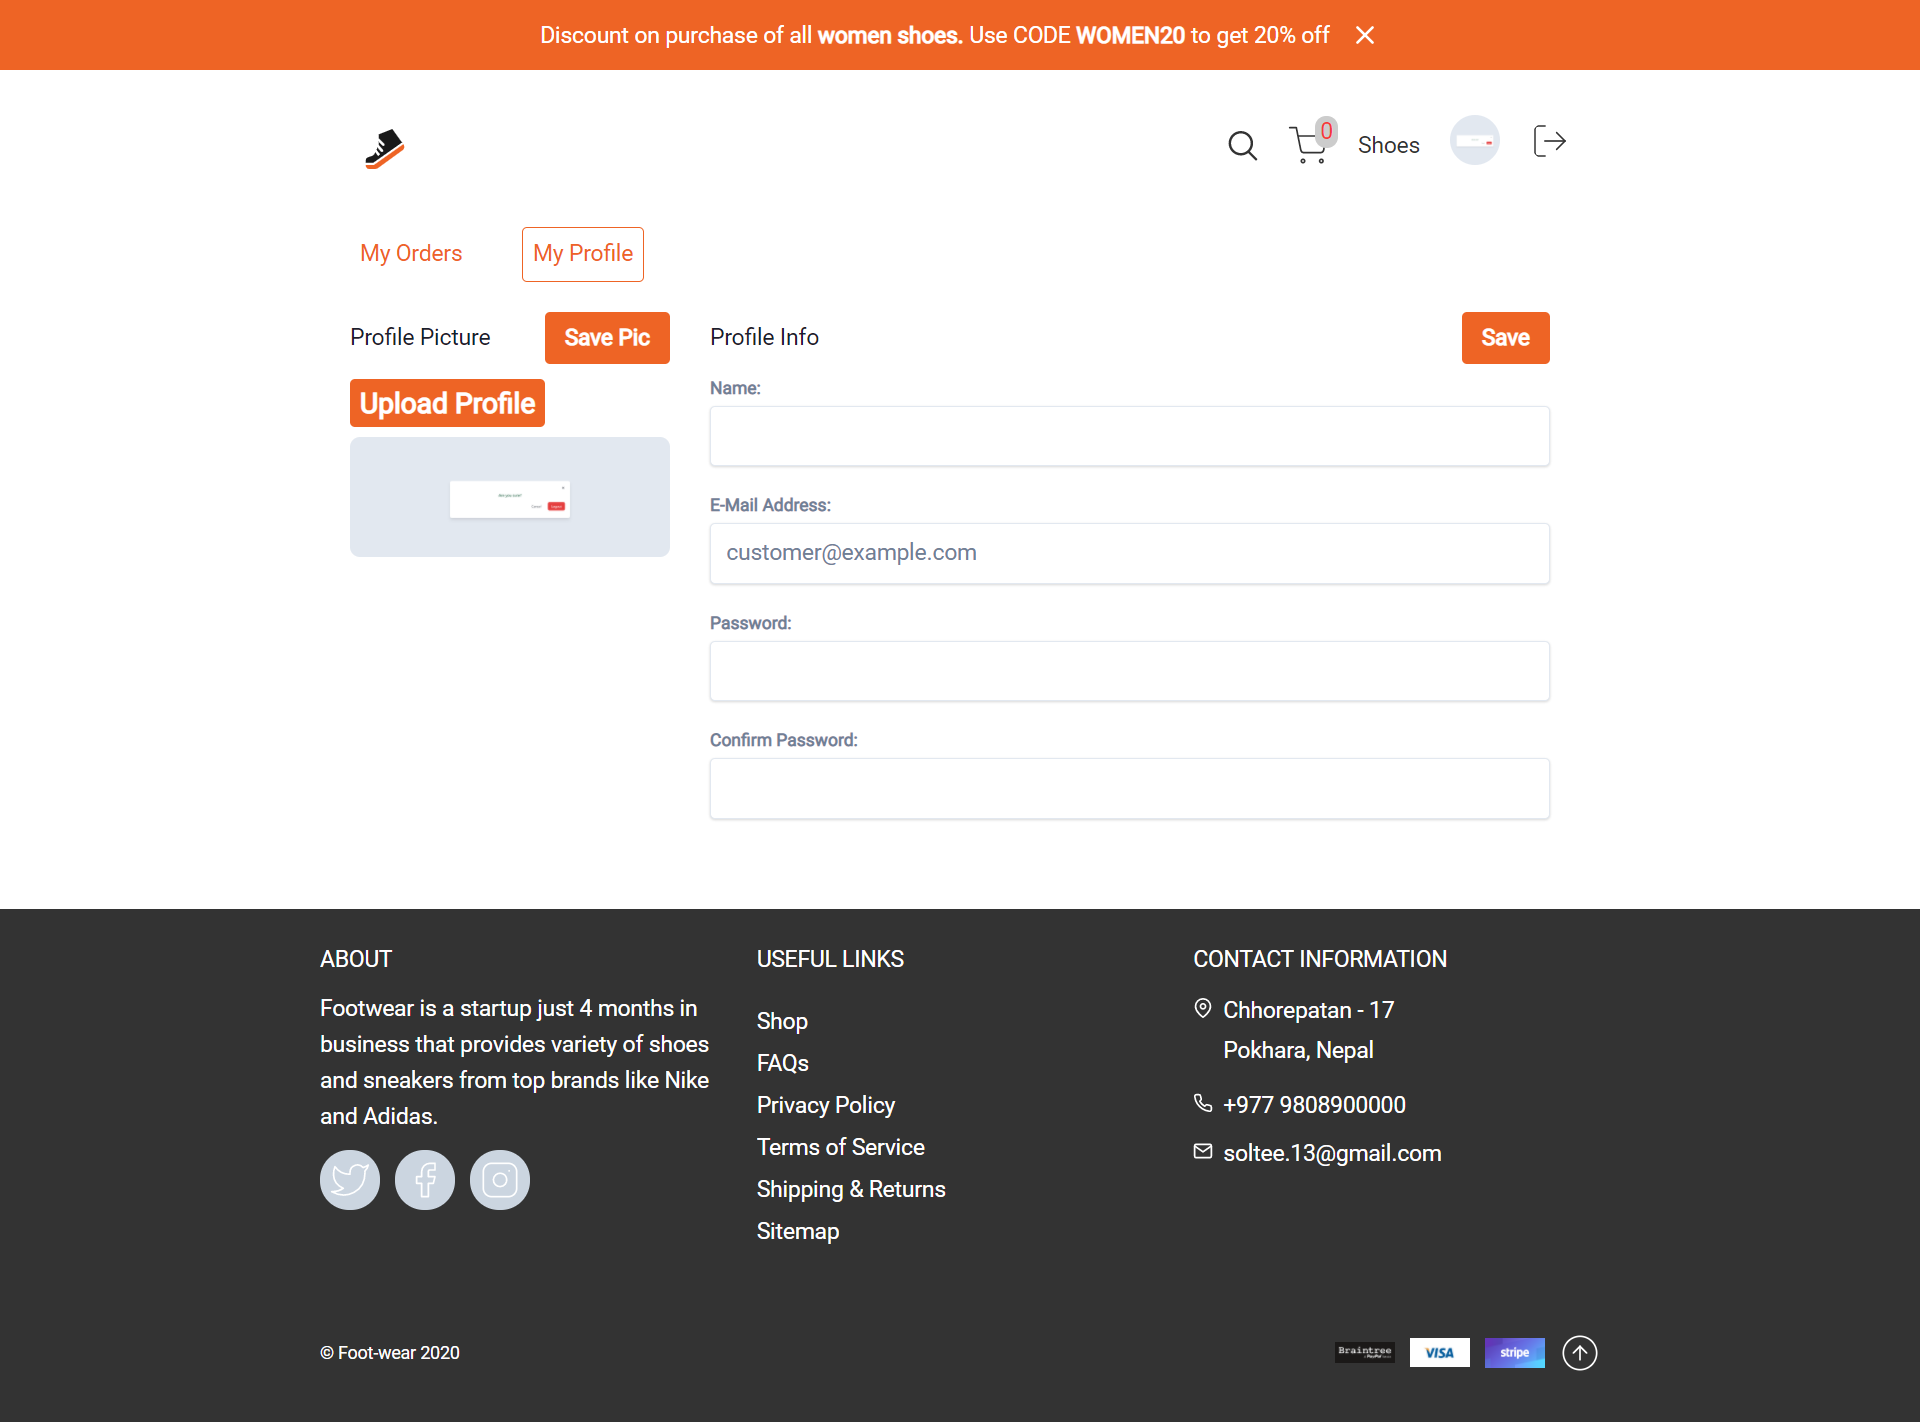 Discount on purchase of all women shoes. Use CODE WOMEN20 to get 20% off
0
Shoes
My Orders
My Profile
Profile Picture
Save Pic
Profile Info
Save
Upload Profile
Are you sure?
Name:
E-Mail Address:
customer@example.com
Password:
Confirm Password:
ABOUT
Footwear is a startup just 4 months in
business that provides variety of shoes
and sneakers from top brands like Nike
and Adidas.
USEFUL LINKS
Shop
FAQs
Privacy Policy
Terms of Service
Shipping & Returns
Sitemap
CONTACT INFORMATION
Chhorepatan - 17
Pokhara, Nepal
+977 9808900000
soltee.13@gmail.com
© Foot-wear 2020
Braintree
VISA
stripe